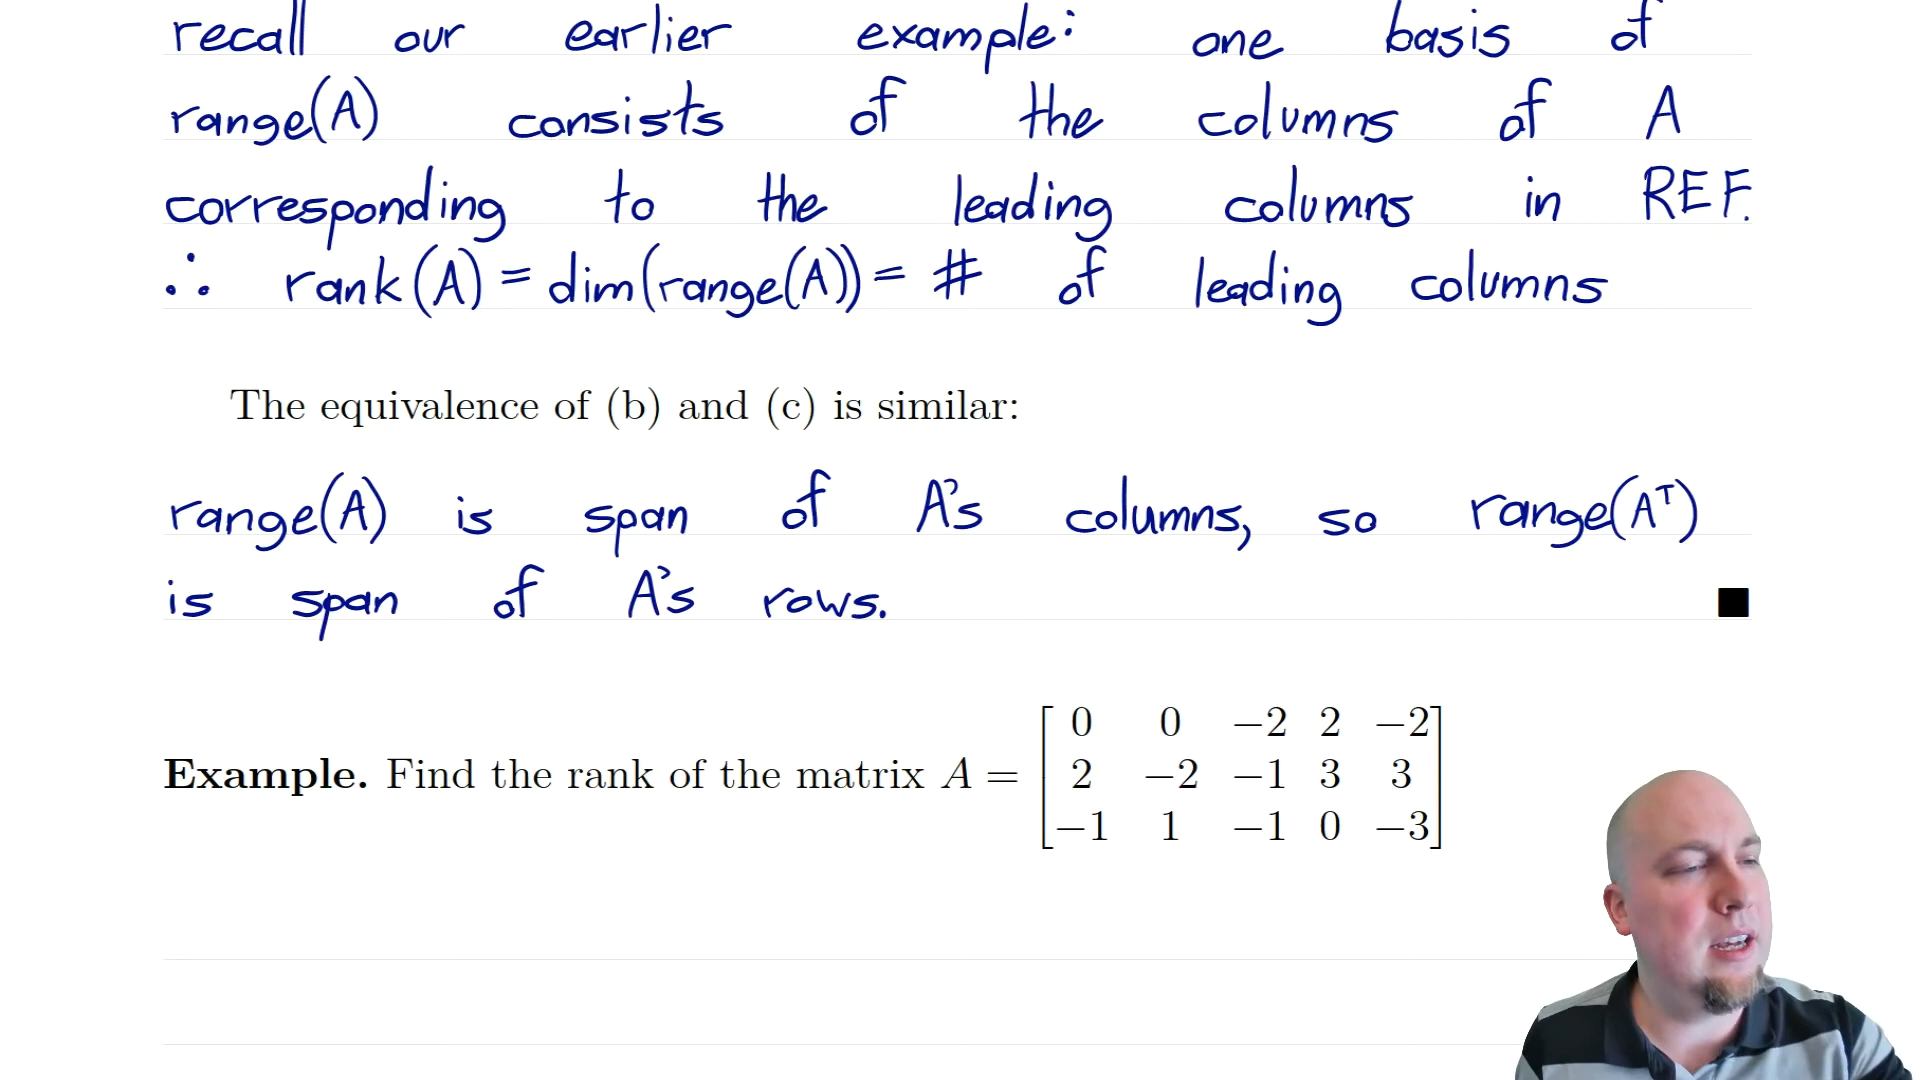 recall our earlier example: one basis of
range(A) consists of the columns of A
corresponding to the leading columns in REF.
∴ rank(A) = dim(range(A)) = # of leading columns
The equivalence of (b) and (c) is similar:
range(A) is span of A's columns, so range(Aᵀ)
is span of A's rows. ■
Example. Find the rank of the matrix A =
0 0 −2 2 −2
2 −2 −1 3 3
−1 1 −1 0 −3